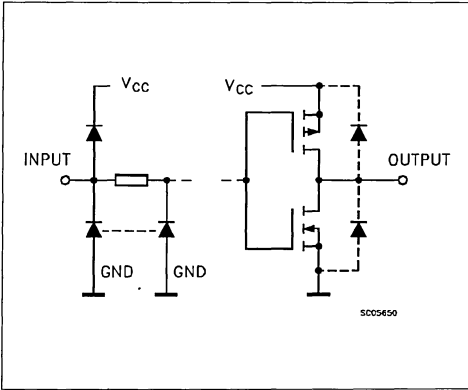 VCC
VCC
INPUT
OUTPUT
GND
GND
SC05650